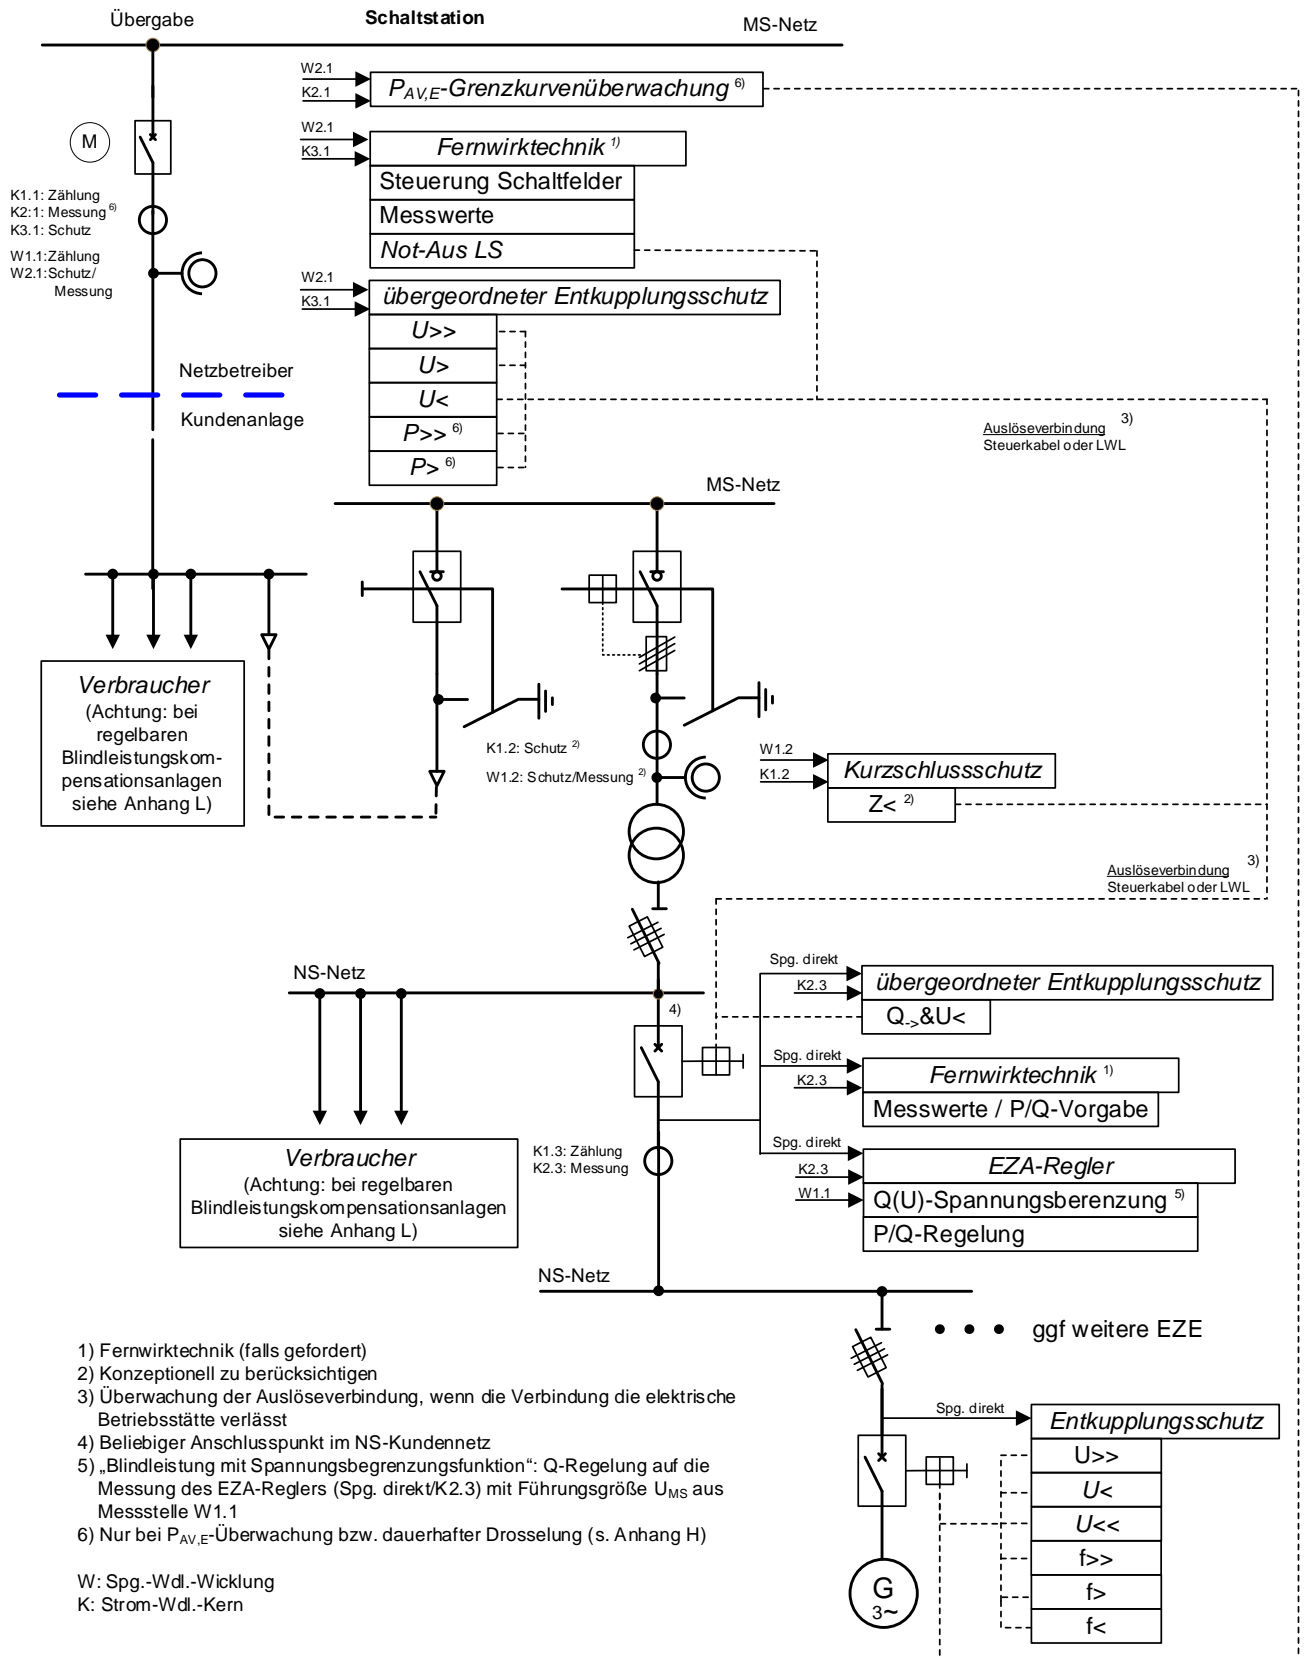 Übergabe
Schaltstation
MS-Netz
W2.1
K2.1
P_AV,E-Grenzkurvenüberwachung 6)
M
W2.1
K3.1
Fernwirktechnik 1)
Steuerung Schaltfelder
Messwerte
Not-Aus LS
K1.1: Zählung
K2:1: Messung 6)
K3.1: Schutz
W1.1:Zählung
W2.1:Schutz/
Messung
W2.1
K3.1
übergeordneter Entkupplungsschutz
U>>
U>
U<
P>> 6)
P> 6)
Netzbetreiber
Kundenanlage
Auslöseverbindung 3)
Steuerkabel oder LWL
MS-Netz
Verbraucher
(Achtung: bei
regelbaren
Blindleistungskom-
pensationsanlagen
siehe Anhang L)
K1.2: Schutz 2)
W1.2: Schutz/Messung 2)
W1.2
K1.2
Kurzschlussschutz
Z< 2)
Auslöseverbindung 3)
Steuerkabel oder LWL
NS-Netz
4)
Spg. direkt
K2.3
übergeordneter Entkupplungsschutz
Q->&U<
Spg. direkt
K2.3
Fernwirktechnik 1)
Messwerte / P/Q-Vorgabe
Spg. direkt
K2.3
W1.1
EZA-Regler
Q(U)-Spannungsberenzung 5)
P/Q-Regelung
Verbraucher
(Achtung: bei regelbaren
Blindleistungskompensationsanlagen
siehe Anhang L)
K1.3: Zählung
K2.3: Messung
NS-Netz
ggf weitere EZE
Spg. direkt
Entkupplungsschutz
U>>
U<
U<<
f>>
f>
f<
G
3~
1) Fernwirktechnik (falls gefordert)
2) Konzeptionell zu berücksichtigen
3) Überwachung der Auslöseverbindung, wenn die Verbindung die elektrische
Betriebsstätte verlässt
4) Beliebiger Anschlusspunkt im NS-Kundennetz
5) „Blindleistung mit Spannungsbegrenzungsfunktion“: Q-Regelung auf die
Messung des EZA-Reglers (Spg. direkt/K2.3) mit Führungsgröße U_MS aus
Messstelle W1.1
6) Nur bei P_AV,E-Überwachung bzw. dauerhafter Drosselung (s. Anhang H)
W: Spg.-Wdl.-Wicklung
K: Strom-Wdl.-Kern